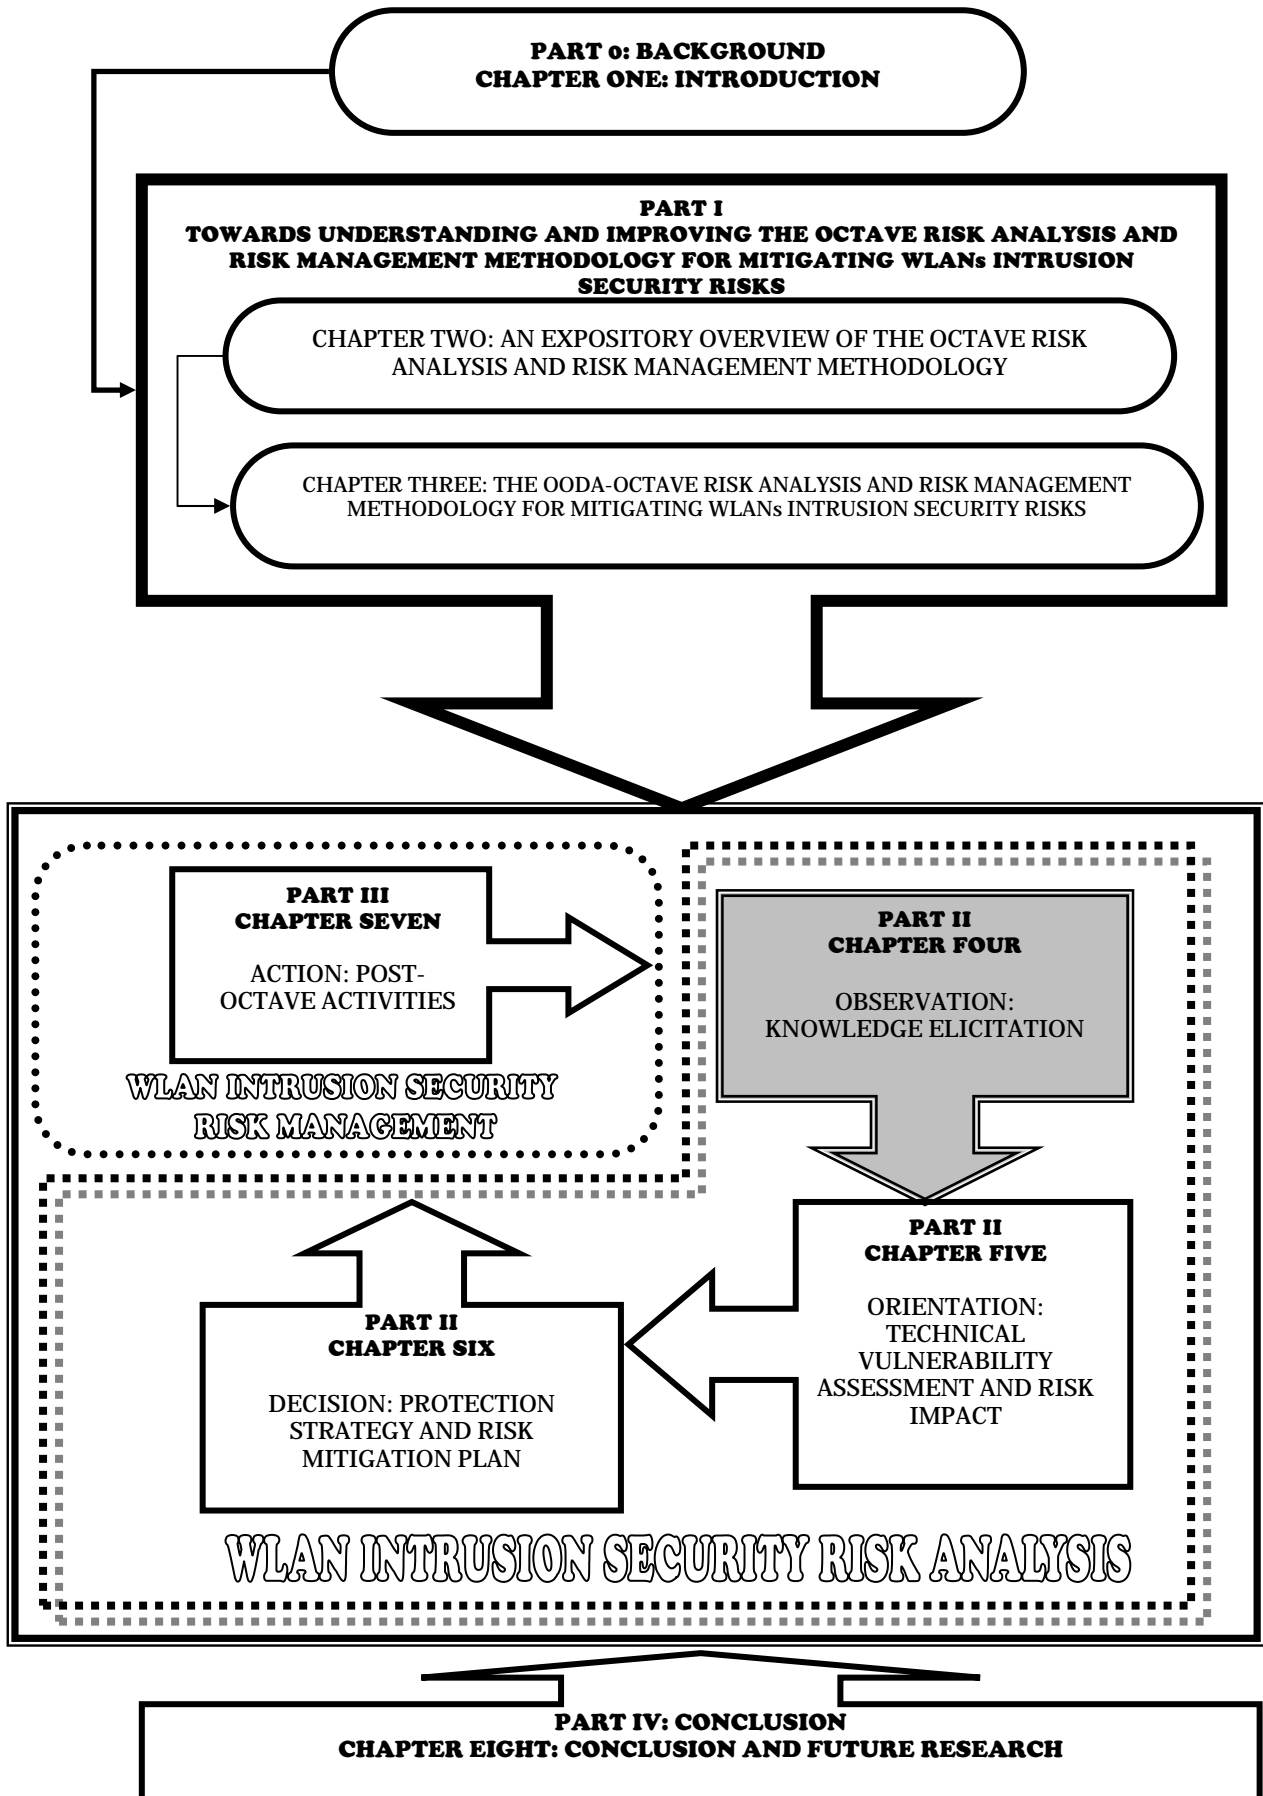 PART 0: BACKGROUND
CHAPTER ONE: INTRODUCTION
PART I
TOWARDS UNDERSTANDING AND IMPROVING THE OCTAVE RISK ANALYSIS AND
RISK MANAGEMENT METHODOLOGY FOR MITIGATING WLANs INTRUSION
SECURITY RISKS
CHAPTER TWO: AN EXPOSITORY OVERVIEW OF THE OCTAVE RISK
ANALYSIS AND RISK MANAGEMENT METHODOLOGY
CHAPTER THREE: THE OODA-OCTAVE RISK ANALYSIS AND RISK MANAGEMENT
METHODOLOGY FOR MITIGATING WLANs INTRUSION SECURITY RISKS
PART III
CHAPTER SEVEN
ACTION: POST-
OCTAVE ACTIVITIES
WLAN INTRUSION SECURITY
RISK MANAGEMENT
PART II
CHAPTER FOUR
OBSERVATION:
KNOWLEDGE ELICITATION
PART II
CHAPTER FIVE
ORIENTATION:
TECHNICAL
VULNERABILITY
ASSESSMENT AND RISK
IMPACT
PART II
CHAPTER SIX
DECISION: PROTECTION
STRATEGY AND RISK
MITIGATION PLAN
WLAN INTRUSION SECURITY RISK ANALYSIS
PART IV: CONCLUSION
CHAPTER EIGHT: CONCLUSION AND FUTURE RESEARCH